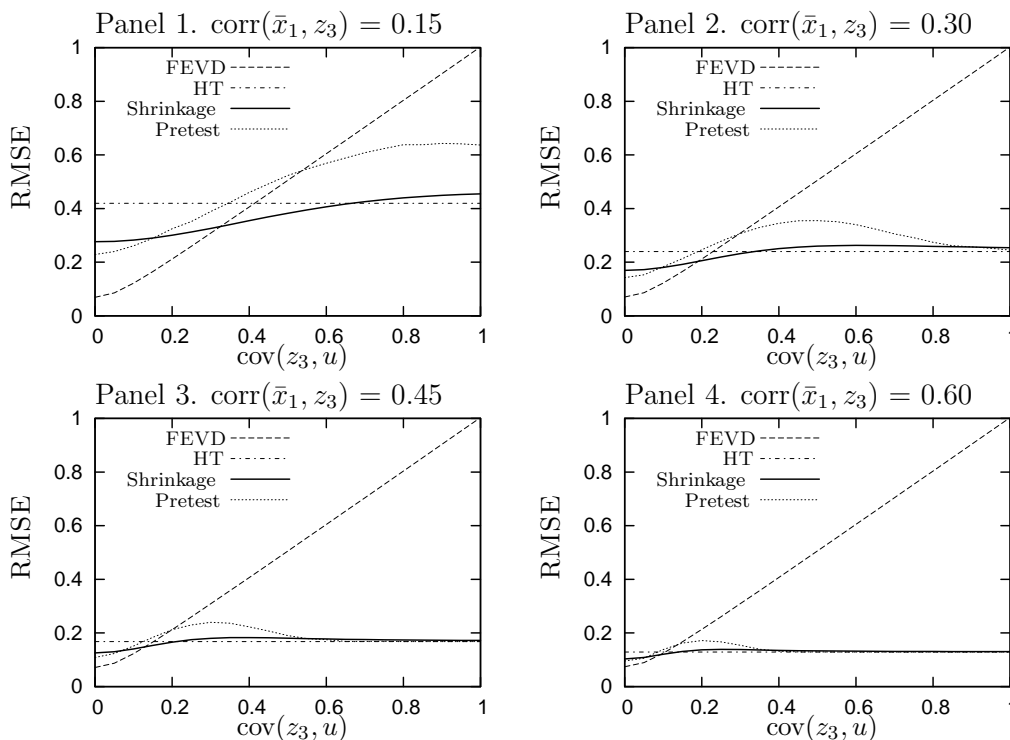 Panel 1. corr(x̄₁, z₃) = 0.15
RMSE
1
0.8
0.6
0.4
0.2
0
FEVD
HT
Shrinkage
Pretest
0 0.2 0.4 0.6 0.8 1
cov(z₃, u)
Panel 2. corr(x̄₁, z₃) = 0.30
RMSE
1
0.8
0.6
0.4
0.2
0
FEVD
HT
Shrinkage
Pretest
0 0.2 0.4 0.6 0.8 1
cov(z₃, u)
Panel 3. corr(x̄₁, z₃) = 0.45
RMSE
1
0.8
0.6
0.4
0.2
0
FEVD
HT
Shrinkage
Pretest
0 0.2 0.4 0.6 0.8 1
cov(z₃, u)
Panel 4. corr(x̄₁, z₃) = 0.60
RMSE
1
0.8
0.6
0.4
0.2
0
FEVD
HT
Shrinkage
Pretest
0 0.2 0.4 0.6 0.8 1
cov(z₃, u)